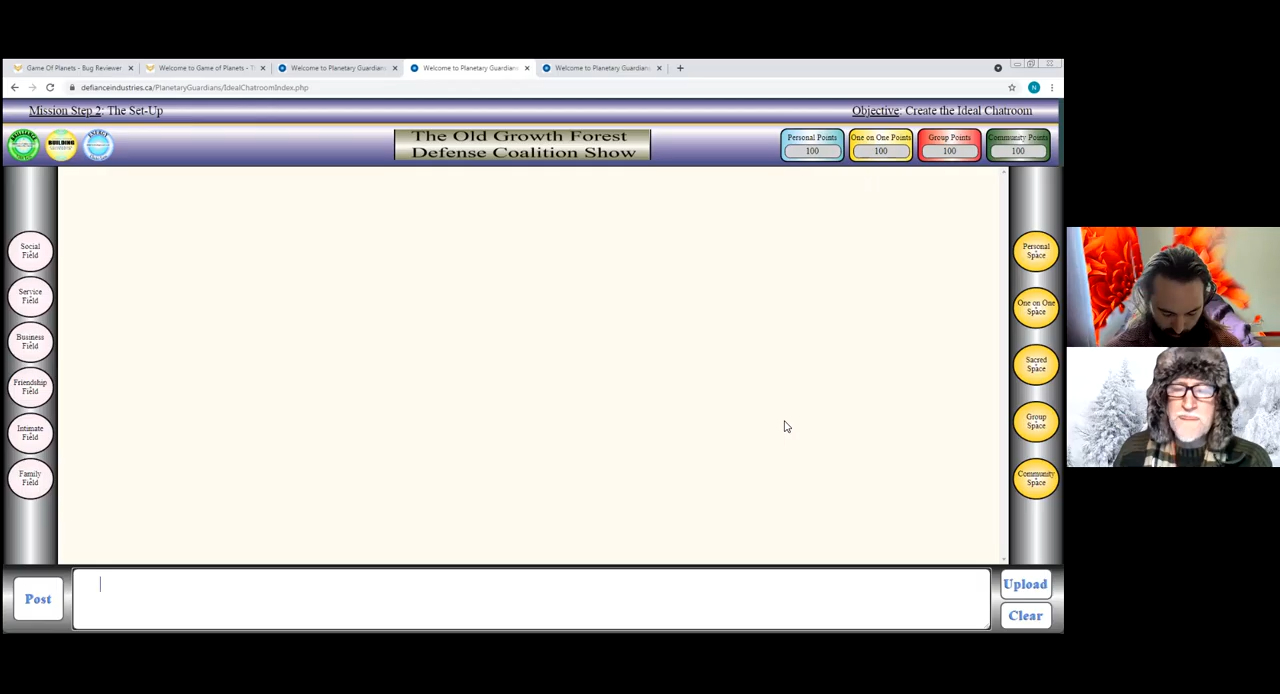 Game Of Planets - Bug Reviewer
Welcome to Game of Planets - T
Welcome to Planetary Guardians
Welcome to Planetary Guardians
Welcome to Planetary Guardians
defianceindustries.ca/PlanetaryGuardians/IdealChatroomIndex.php
N
Mission Step 2: The Set-Up
Objective: Create the Ideal Chatroom
BRILLIANCE
BUILDING
ENERGY
The Old Growth Forest
Defense Coalition Show
Personal Points
100
One on One Points
100
Group Points
100
Community Points
100
Social
Field
Service
Field
Business
Field
Friendship
Field
Intimate
Field
Family
Field
Personal
Space
One on One
Space
Sacred
Space
Group
Space
Community
Space
Post
Upload
Clear